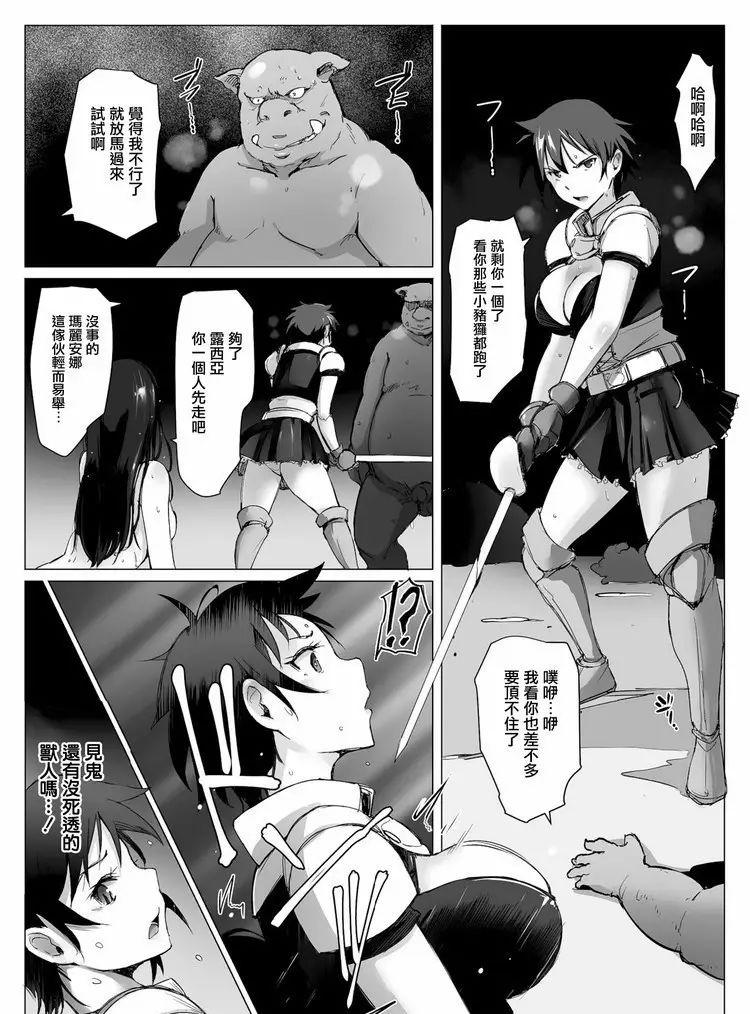 哈啊哈啊
就剩你一個了
看你那些小豬玀都跑了
噗咿…咿
我看你也差不多
要頂不住了
覺得我不行了
就放馬過來
試試啊
夠了
露西亞
你一個人先走吧
沒事的
瑪麗安娜
這傢伙輕而易舉…
!?
見鬼
還有沒死透的
獸人嗎…!